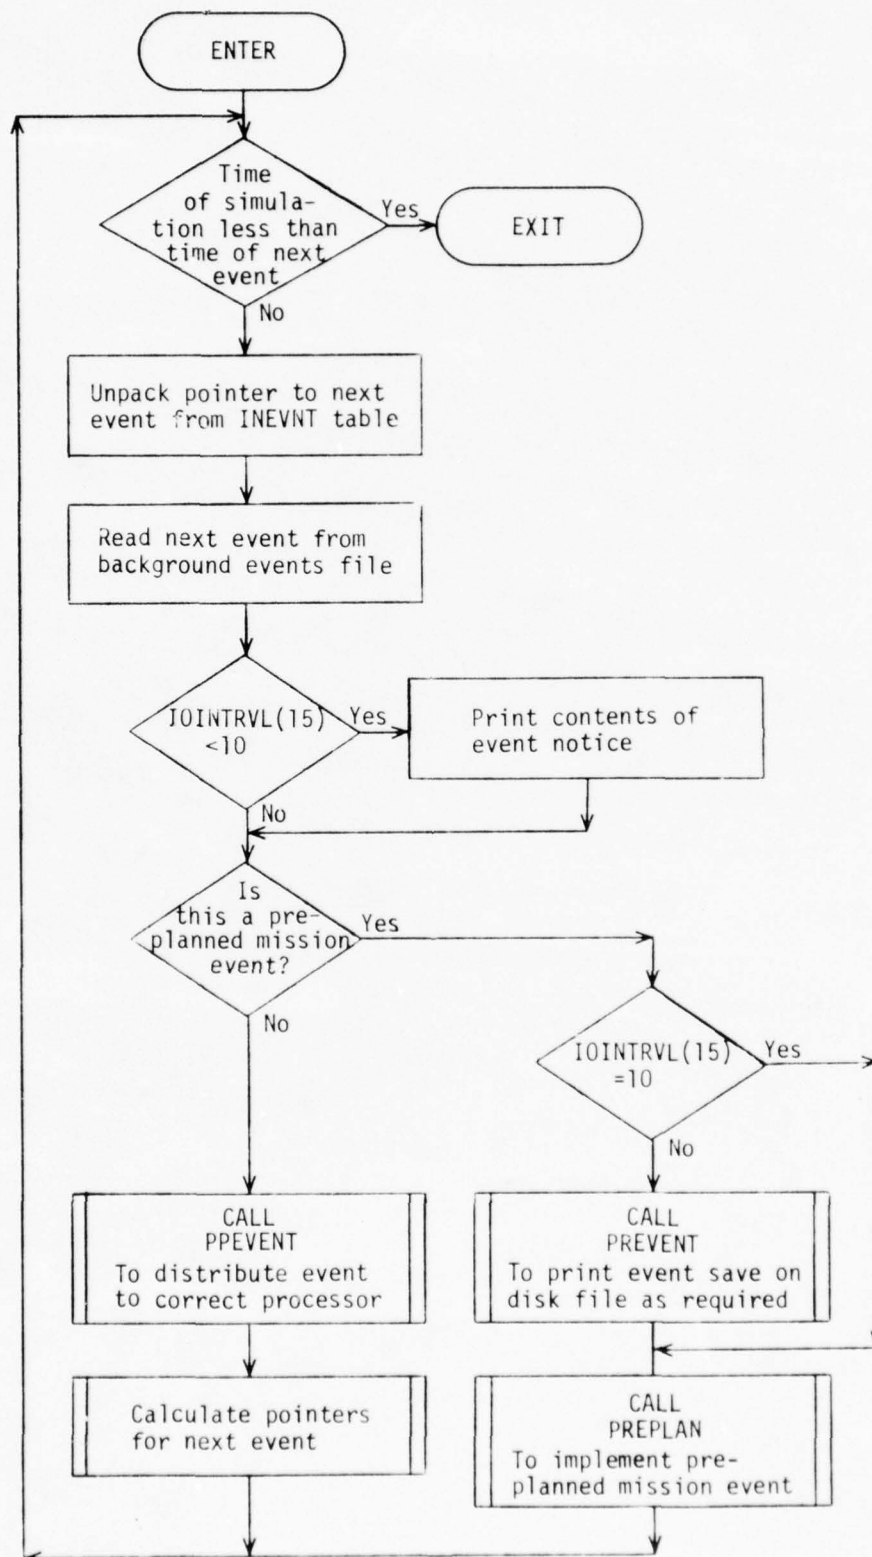 ENTER
Time
of simula-
tion less than
time of next
event
Yes
EXIT
No
Unpack pointer to next
event from INEVNT table
Read next event from
background events file
IOINTRVL(15)
<10
Yes
Print contents of
event notice
No
Is
this a pre-
planned mission
event?
Yes
No
IOINTRVL(15)
=10
Yes
No
CALL
PPEVENT
To distribute event
to correct processor
CALL
PREVENT
To print event save on
disk file as required
Calculate pointers
for next event
CALL
PREPLAN
To implement pre-
planned mission event